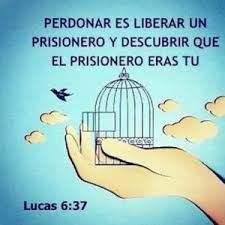 PERDONAR ES LIBERAR UN
PRISIONERO Y DESCUBRIR QUE
EL PRISIONERO ERAS TU
Lucas 6:37